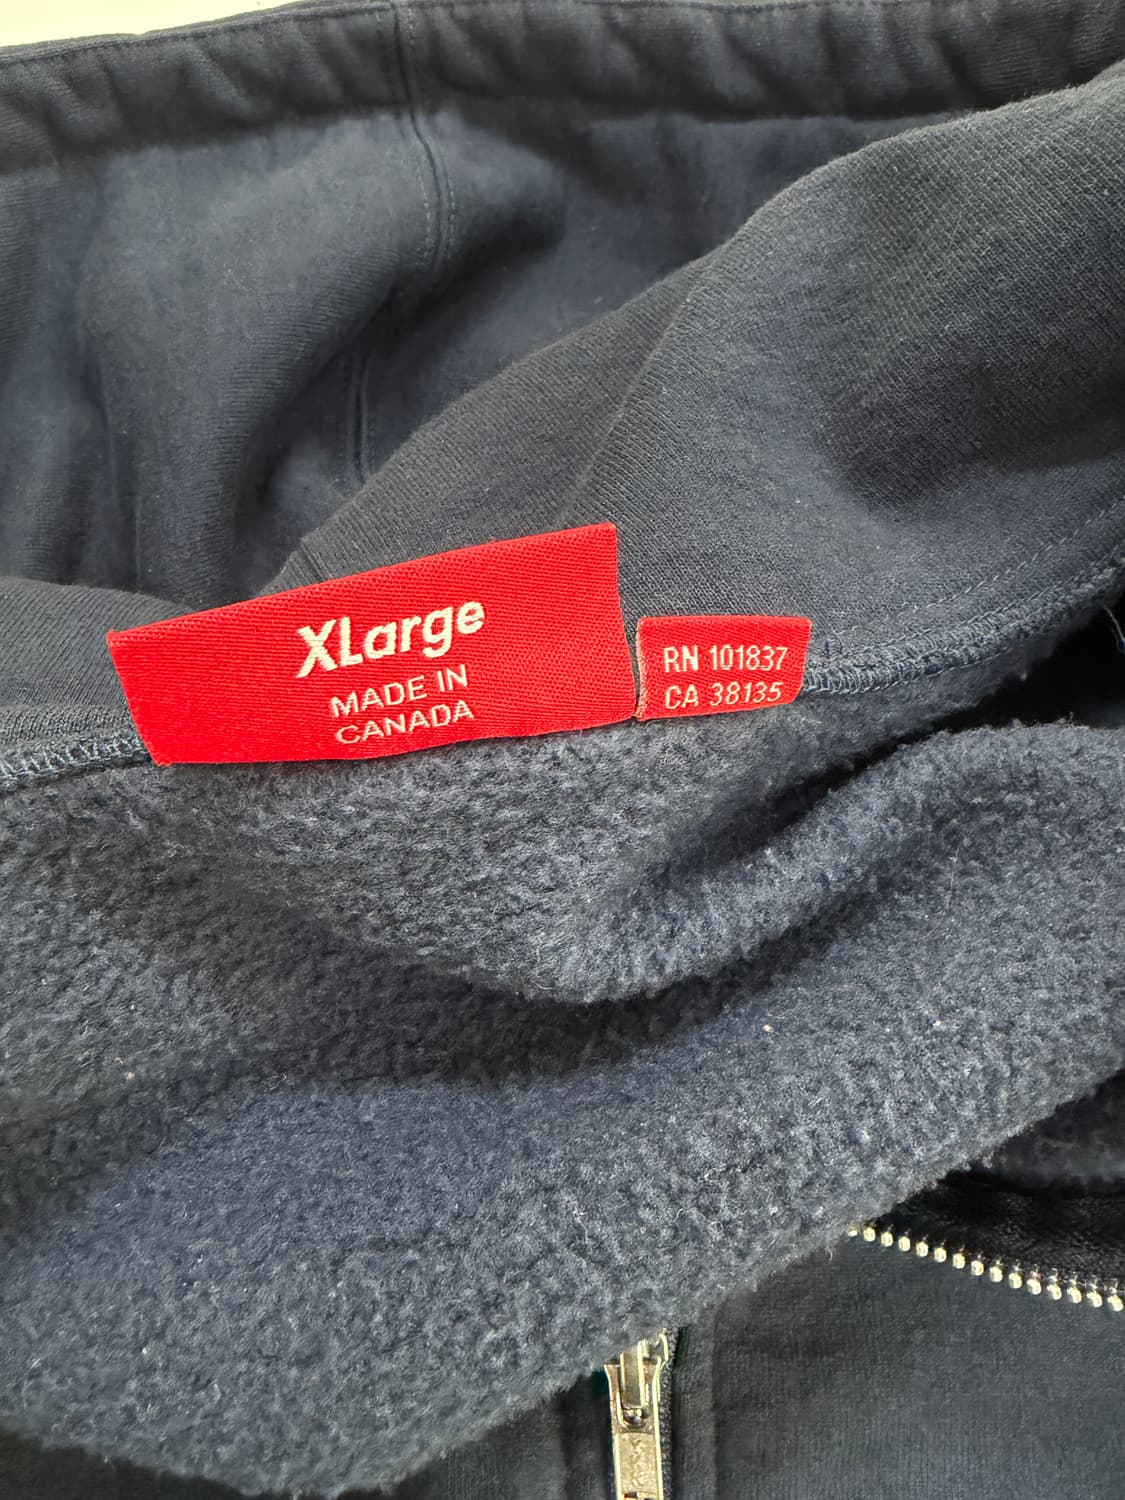 XLarge
MADE IN
CANADA
RN 101837
CA 38135